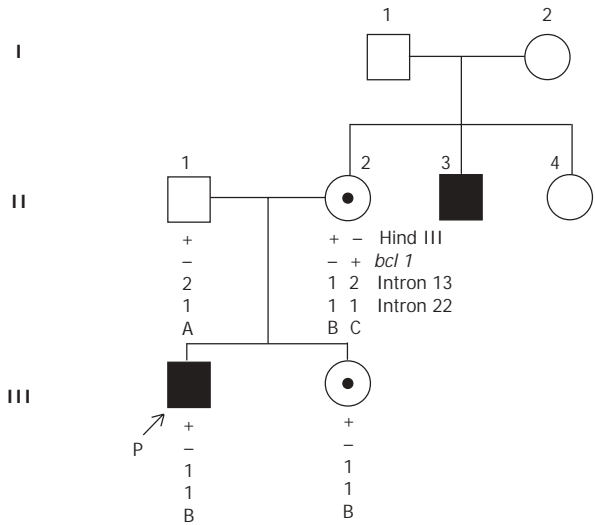 1 2
I
1 2 3 4
II
+ + – Hind III
– – + bcl 1
2 1 2 Intron 13
1 1 1 Intron 22
A B C
III
P
+ +
– –
1 1
1 1
B B